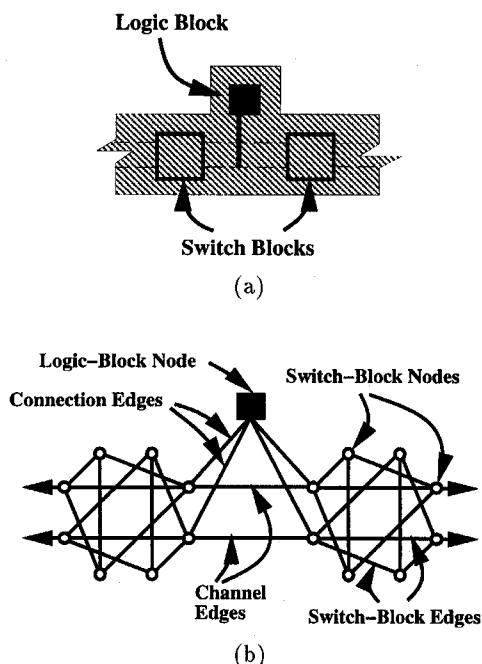 Logic Block
Switch Blocks
(a)
Logic-Block Node
Switch-Block Nodes
Connection Edges
Channel
Edges
Switch-Block Edges
(b)